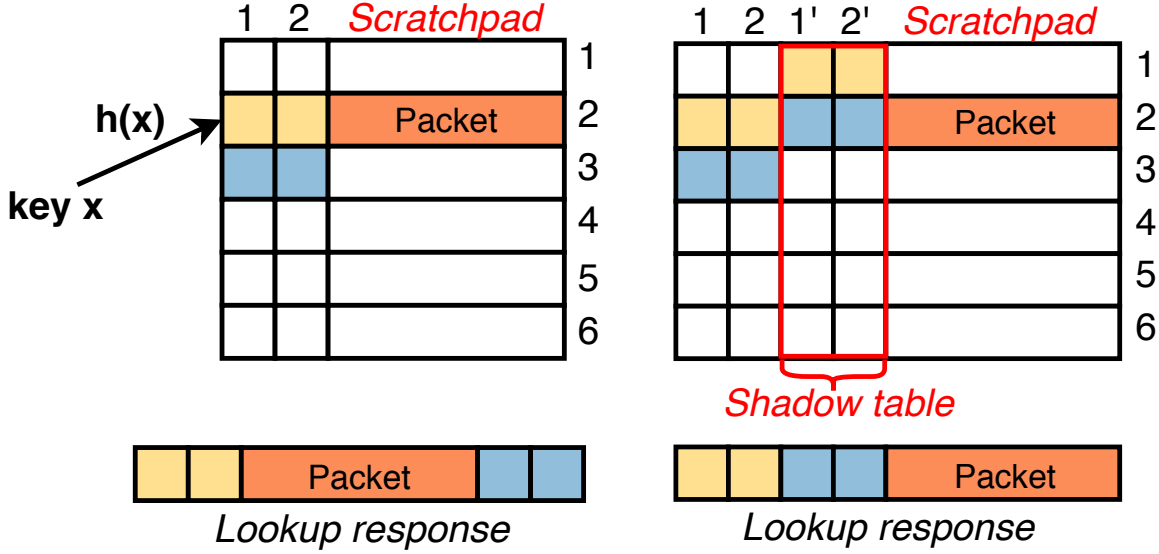 1 2 Scratchpad
1
h(x)
Packet
2
key x
3
4
5
6
Packet
Lookup response
1 2 1' 2' Scratchpad
1
Packet
2
3
4
5
6
Shadow table
Packet
Lookup response